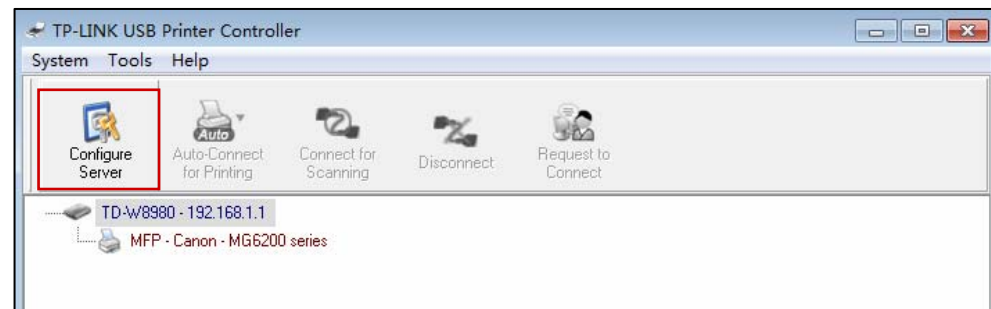 TP-LINK USB Printer Controller
System Tools Help
Auto
Configure Server
Auto-Connect for Printing
Connect for Scanning
Disconnect
Request to Connect
TD-W8980 - 192.168.1.1
MFP - Canon - MG6200 series